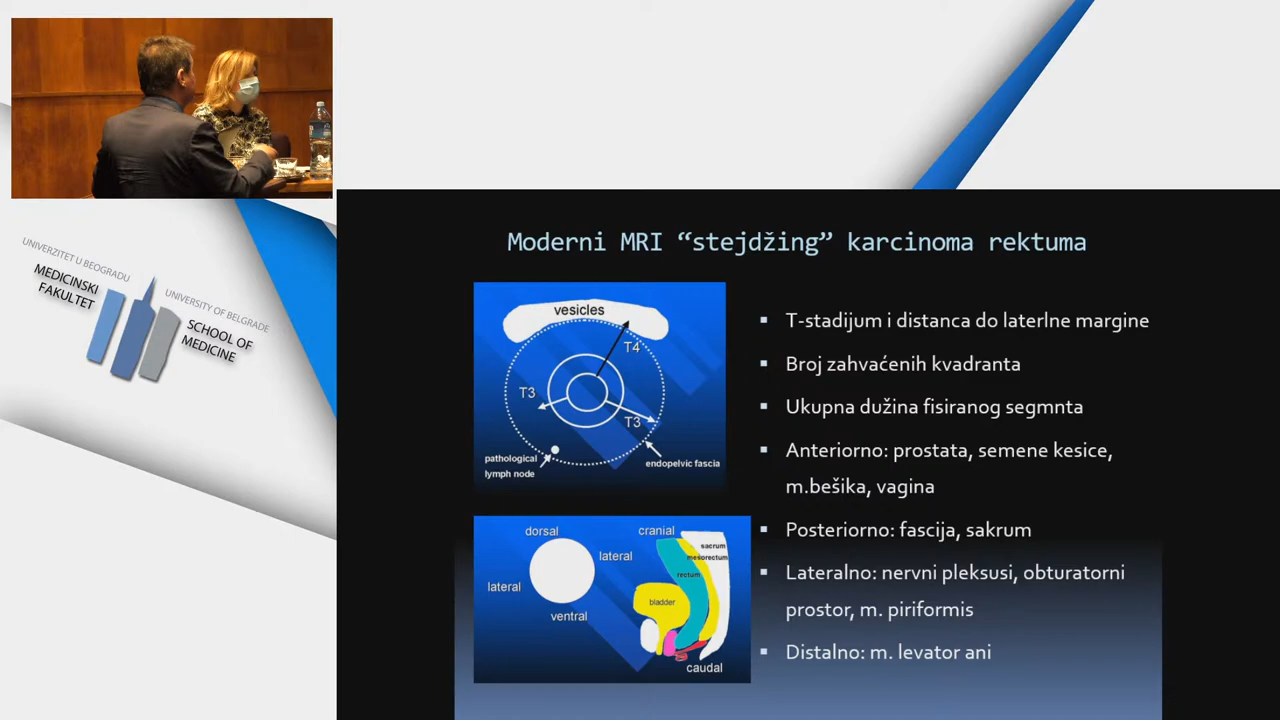 UNIVERZITET U BEOGRADU
MEDICINSKI
FAKULTET
UNIVERSITY OF BELGRADE
SCHOOL OF
MEDICINE
Moderni MRI “stejdžing” karcinoma rektuma
vesicles
T4
T3
T3
pathological
lymph node
endopelvic fascia
dorsal
lateral
lateral
ventral
cranial
sacrum
mesorectum
rectum
bladder
caudal
▪ T-stadijum i distanca do laterlne margine
▪ Broj zahvaćenih kvadranta
▪ Ukupna dužina fisiranog segmnta
▪ Anteriorno: prostata, semene kesice,
m.bešika, vagina
▪ Posteriorno: fascija, sakrum
▪ Lateralno: nervni pleksusi, obturatorni
prostor, m. piriformis
▪ Distalno: m. levator ani